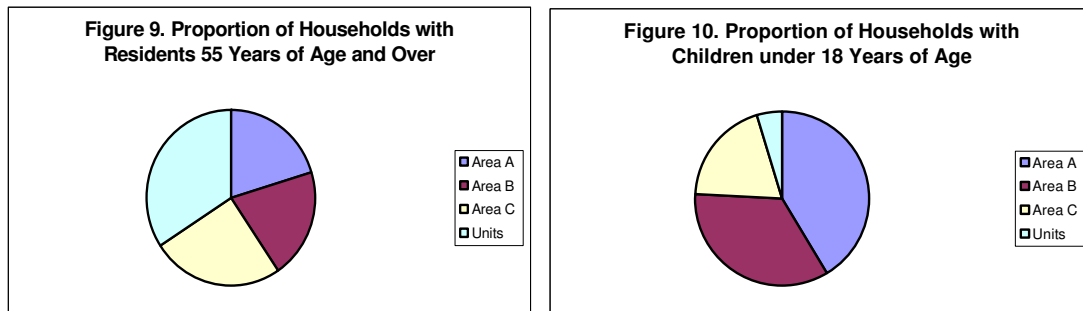 Figure 9. Proportion of Households with
Residents 55 Years of Age and Over
Area A
Area B
Area C
Units
Figure 10. Proportion of Households with
Children under 18 Years of Age
Area A
Area B
Area C
Units